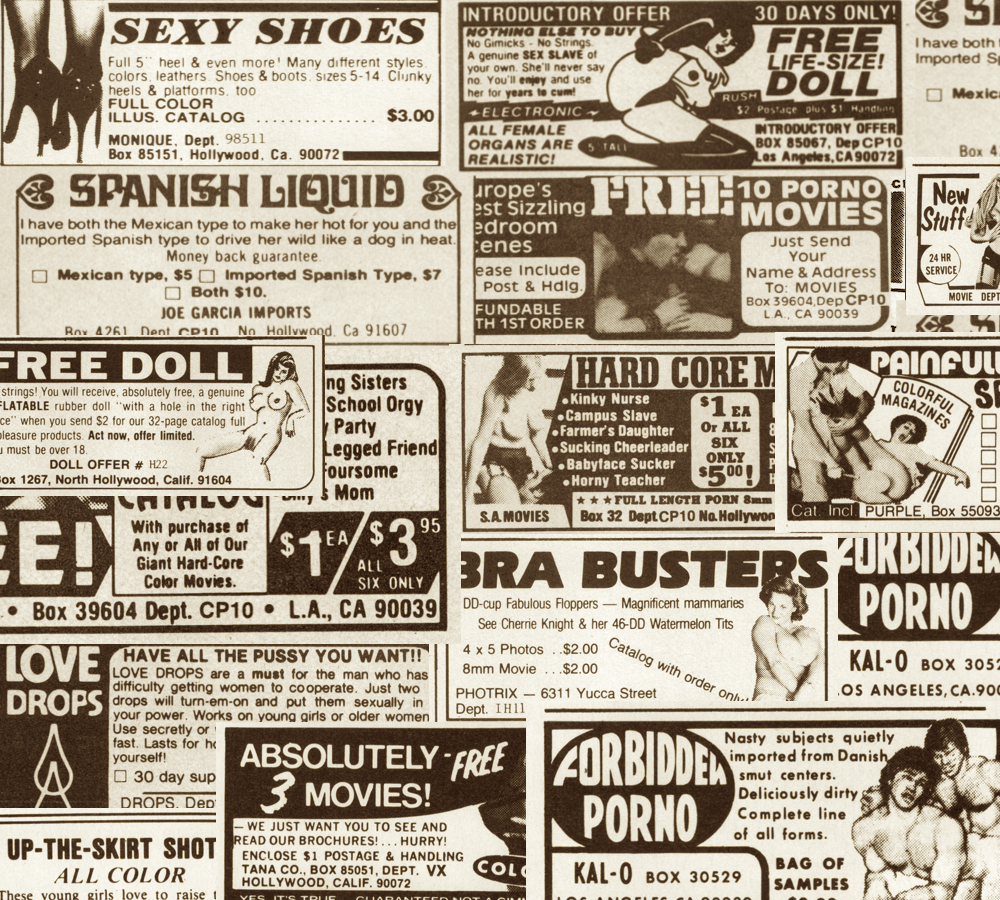 SEXY SHOES
Full 5" heel & even more! Many different styles,
colors, leathers. Shoes & boots, sizes 5-14. Clunky
heels & platforms, too
FULL COLOR
ILLUS. CATALOG ................ $3.00
MONIQUE, Dept. 98511
Box 85151, Hollywood, Ca. 90072
INTRODUCTORY OFFER 30 DAYS ONLY!
NOTHING ELSE TO BUY
No Gimicks - No Strings.
A genuine SEX SLAVE of
your own. She'll never say
no. You'll enjoy and use
her for years to cum!
ELECTRONIC
ALL FEMALE
ORGANS ARE
REALISTIC!
5' TALL
FREE
LIFE-SIZE!
DOLL
RUSH
$2 Postage plus $1 Handling
INTRODUCTORY OFFER
BOX 85067, Dep CP10
Los Angeles, CA 90072
I have both
Imported Sp
Mexic
Box 4
SPANISH LIQUID
I have both the Mexican type to make her hot for you and the
Imported Spanish type to drive her wild like a dog in heat.
Money back guarantee.
Mexican type, $5 Imported Spanish Type, $7
Both $10.
JOE GARCIA IMPORTS
Box 4261, Dept. CP10 No. Hollywood, Ca 91607
urope's
est Sizzling
edroom
cenes
ease Include
Post & Hdlg.
FUNDABLE
TH 1ST ORDER
FREE 10 PORNO
MOVIES
Just Send
Your
Name & Address
To: MOVIES
Box 39604, Dep CP10
L.A., CA 90039
New
Stuff
24 HR
SERVICE
MOVIE DEPT
FREE DOLL
strings! You will receive, absolutely free, a genuine
FLATABLE rubber doll "with a hole in the right
ce" when you send $2 for our 32-page catalog full
pleasure products. Act now, offer limited.
u must be over 18.
DOLL OFFER # H22
Box 1267, North Hollywood, Calif. 91604
ng Sisters
School Orgy
y Party
Legged Friend
oursome
Billy's Mom
CATALOG
EE!
With purchase of
Any or All of Our
Giant Hard-Core
Color Movies.
$1 EA
$3.95
ALL
SIX ONLY
• Box 39604 Dept. CP10 • L.A., CA 90039
HARD CORE M
•Kinky Nurse
•Campus Slave
•Farmer's Daughter
•Sucking Cheerleader
•Babyface Sucker
•Horny Teacher
$1 EA
Or ALL
SIX
ONLY
$5.00!
S.A. MOVIES
★ ★ ★ FULL LENGTH PORN 8mm
Box 32 Dept CP10 No. Hollywoo
PAINFUL
COLORFUL
MAGAZINES
Cat. Incl
PURPLE, Box 55093
BRA BUSTERS
DD-cup Fabulous Floppers — Magnificent mammaries
See Cherrie Knight & her 46-DD Watermelon Tits
4 x 5 Photos . .$2.00
8mm Movie . . .$2.00
Catalog with order only
PHOTRIX — 6311 Yucca Street
Dept. IH11
FORBIDDEN
PORNO
KAL-O BOX 3052
OS ANGELES, CA.900
LOVE
DROPS
HAVE ALL THE PUSSY YOU WANT!!
LOVE DROPS are a must for the man who has
difficulty getting women to cooperate. Just two
drops will turn-em-on and put them sexually in
your power. Works on young girls or older women
Use secretly or
fast. Lasts for ho
yourself!
30 day sup
DROPS, Dep
UP-THE-SKIRT SHOT
ALL COLOR
These young girls love to raise t
ABSOLUTELY - FREE
3 MOVIES!
— WE JUST WANT YOU TO SEE AND
READ OUR BROCHURES! . . . HURRY!
ENCLOSE $1 POSTAGE & HANDLING
TANA CO., BOX 85051, DEPT. VX
HOLLYWOOD, CALIF. 90072
COL
YES, IT'S TRUE
GUARANTEED NOT A
FORBIDDEN
PORNO
Nasty subjects quietly
imported from Danish
smut centers.
Deliciously dirty
Complete line
of all forms.
KAL-O BOX 30529
BAG OF
SAMPLES